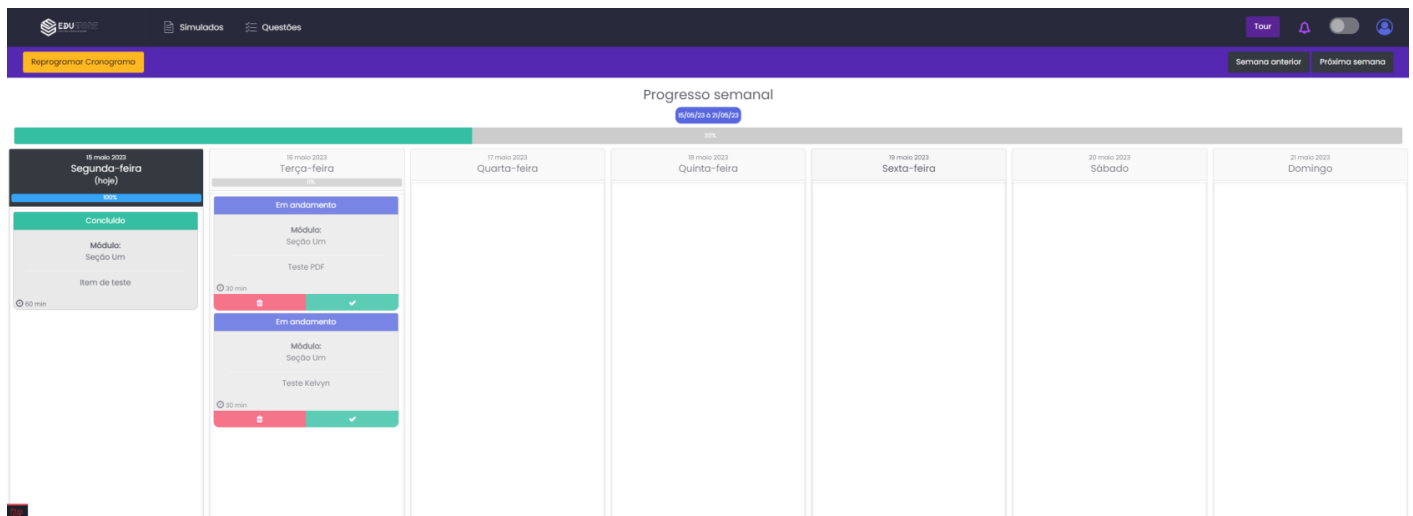 EDU
Simulados
Questões
Tour
Reprogramar Cronograma
Semana anterior
Próxima semana
Progresso semanal
15/05/23 à 21/05/23
33%
15 maio 2023
Segunda-feira
(hoje)
100%
Concluído
Módulo:
Seção Um
Item de teste
60 min
16 maio 2023
Terça-feira
0%
Em andamento
Módulo:
Seção Um
Teste PDF
30 min
Em andamento
Módulo:
Seção Um
Teste Kelvyn
30 min
17 maio 2023
Quarta-feira
18 maio 2023
Quinta-feira
19 maio 2023
Sexta-feira
20 maio 2023
Sábado
21 maio 2023
Domingo